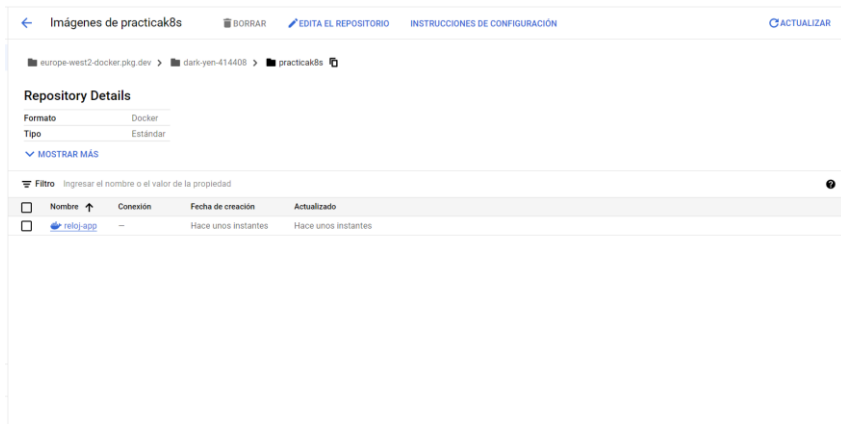 Imágenes de practicak8s BORRAR EDITA EL REPOSITORIO INSTRUCCIONES DE CONFIGURACIÓN ACTUALIZAR
europe-west2-docker.pkg.dev > dark-yen-414408 > practicak8s
Repository Details
Formato Docker
Tipo Estándar
MOSTRAR MÁS
Filtro Ingresar el nombre o el valor de la propiedad
Nombre Conexión Fecha de creación Actualizado
reloj-app — Hace unos instantes Hace unos instantes